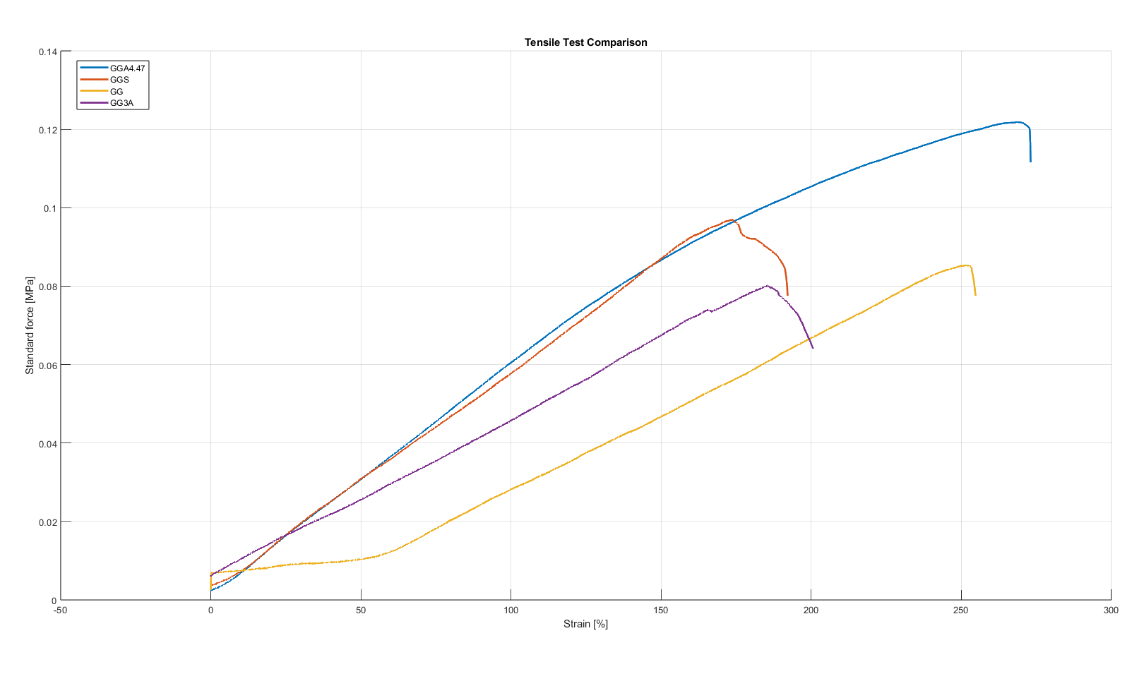 Tensile Test Comparison
GGA4.47
GGS
GG
GG3A
0.14
0.12
0.1
0.08
0.06
0.04
0.02
0
Standard force [MPa]
-50 0 50 100 150 200 250 300
Strain [%]